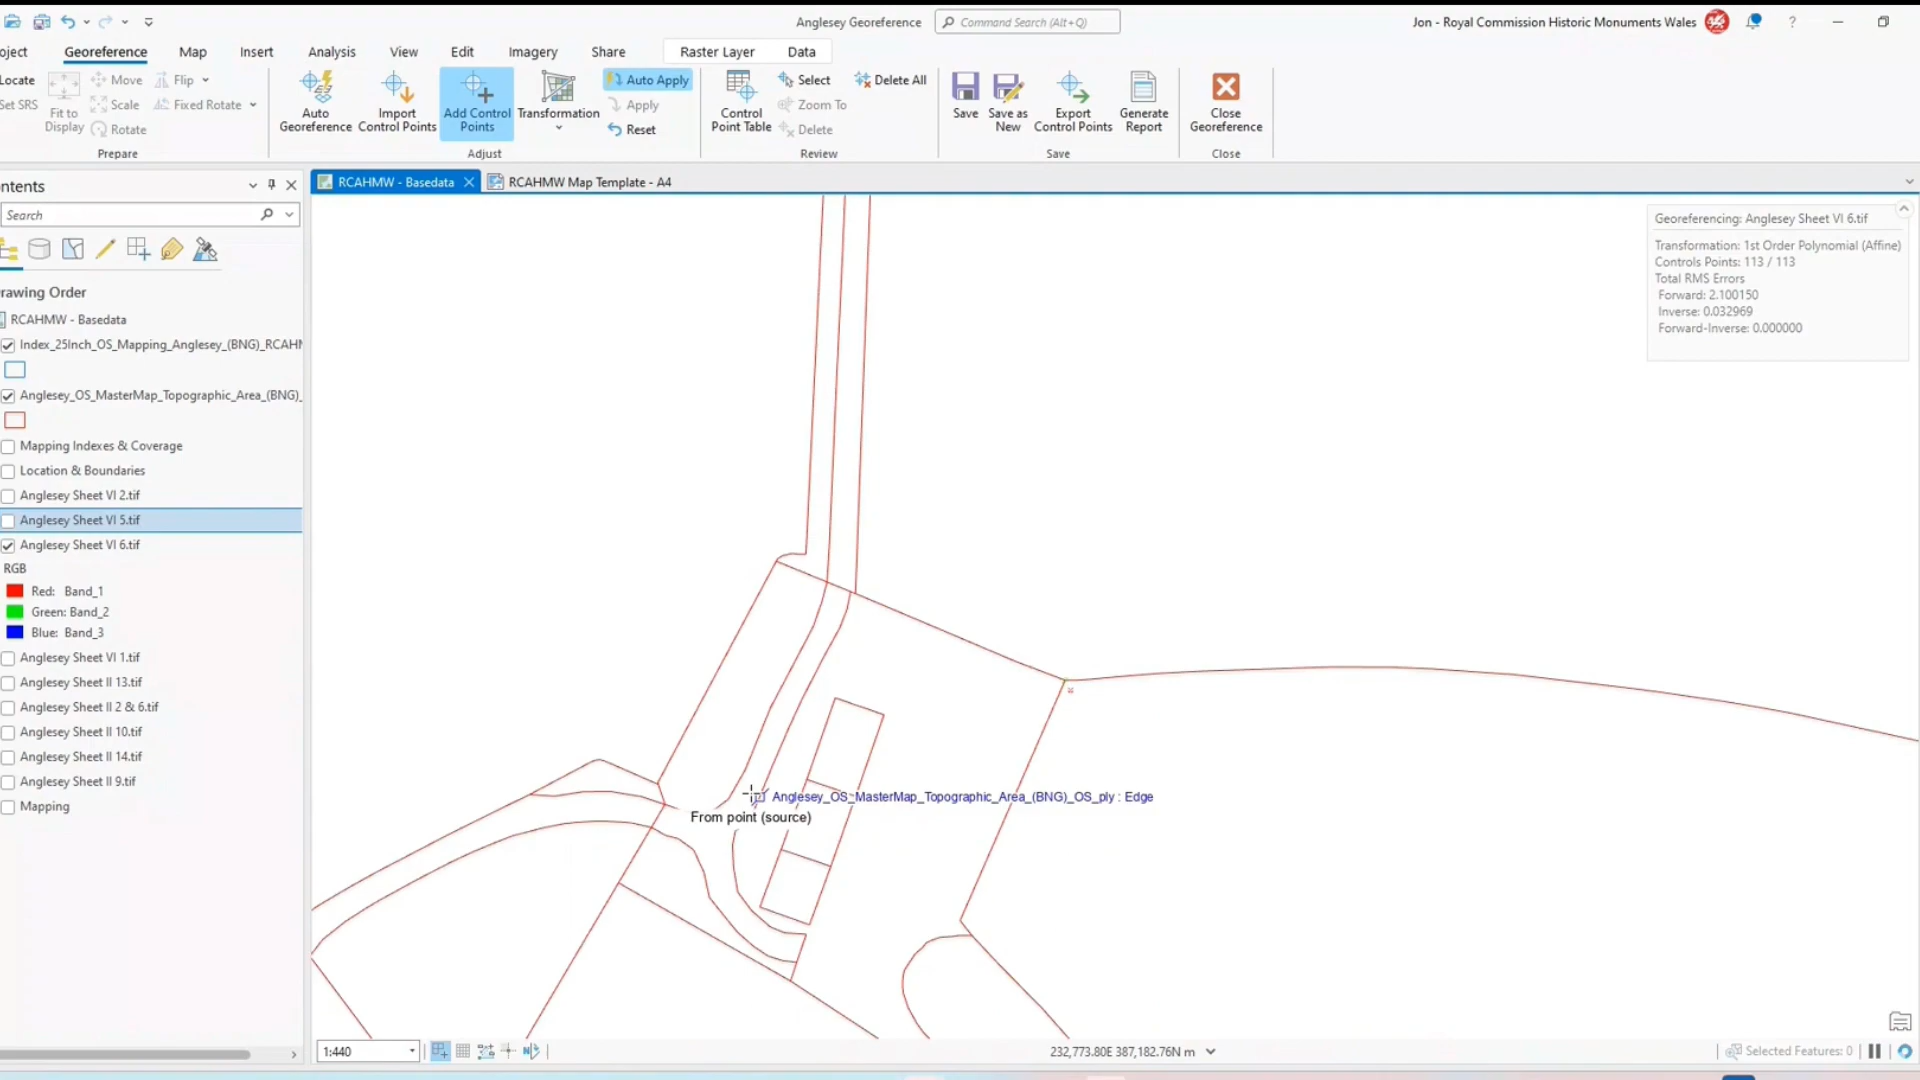 Anglesey Georeference
Command Search (Alt+Q)
Jon - Royal Commission Historic Monuments Wales
?
oject
Georeference
Map
Insert
Analysis
View
Edit
Imagery
Share
Raster Layer
Data
Locate
Set SRS
Fit to
Display
Move
Scale
Rotate
Flip
Fixed Rotate
Prepare
Auto
Georeference
Import
Control Points
Add Control
Points
Transformation
Auto Apply
Apply
Reset
Adjust
Control
Point Table
Select
Zoom To
Delete
Delete All
Review
Save
Save as
New
Export
Control Points
Generate
Report
Save
Close
Georeference
Close
ntents
Search
rawing Order
RCAHMW - Basedata
Index_25Inch_OS_Mapping_Anglesey_(BNG)_RCAHM
Anglesey_OS_MasterMap_Topographic_Area_(BNG)_
Mapping Indexes & Coverage
Location & Boundaries
Anglesey Sheet VI 2.tif
Anglesey Sheet VI 5.tif
Anglesey Sheet VI 6.tif
RGB
Red: Band_1
Green: Band_2
Blue: Band_3
Anglesey Sheet VI 1.tif
Anglesey Sheet II 13.tif
Anglesey Sheet II 2 & 6.tif
Anglesey Sheet II 10.tif
Anglesey Sheet II 14.tif
Anglesey Sheet II 9.tif
Mapping
RCAHMW - Basedata
RCAHMW Map Template - A4
Georeferencing: Anglesey Sheet VI 6.tif
Transformation: 1st Order Polynomial (Affine)
Controls Points: 113 / 113
Total RMS Errors
Forward: 2.100150
Inverse: 0.032969
Forward-Inverse: 0.000000
Anglesey_OS_MasterMap_Topographic_Area_(BNG)_OS_ply : Edge
From point (source)
1:440
232,773.80E 387,182.76N m
Selected Features: 0